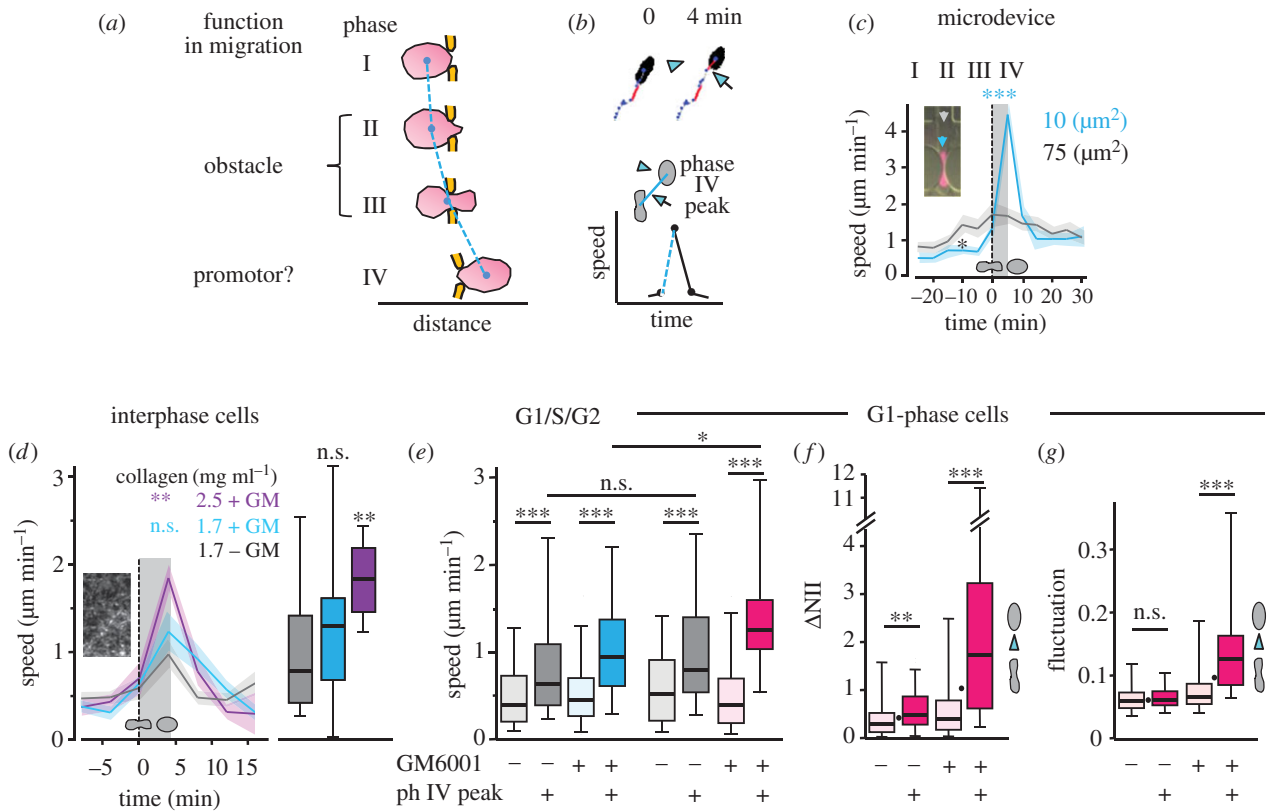 (a)
function
in migration
phase
I
II
obstacle
III
promotor?
IV
distance
(b)
0 4 min
phase
IV
peak
speed
time
(c)
microdevice
I II III IV
***
10 (µm²)
75 (µm²)
speed (µm min⁻¹)
4
3
2
1
0
*
−20 −10 0 10 20 30
time (min)
interphase cells
(d)
collagen (mg ml⁻¹)
** 2.5 + GM
n.s. 1.7 + GM
1.7 – GM
n.s.
**
speed (µm min⁻¹)
3
2
1
0
−5 0 5 10 15
time (min)
G1/S/G2
G1-phase cells
(e)
*
n.s.
***
*** *** ***
speed (µm min⁻¹)
3
2
1
0
GM6001 – – + + – – + +
ph IV peak + + + +
(f)
***
**
ΔNII
12
11
4
3
2
1
0
– – + +
+ +
(g)
***
n.s.
fluctuation
0.3
0.2
0.1
0
– – + +
+ +